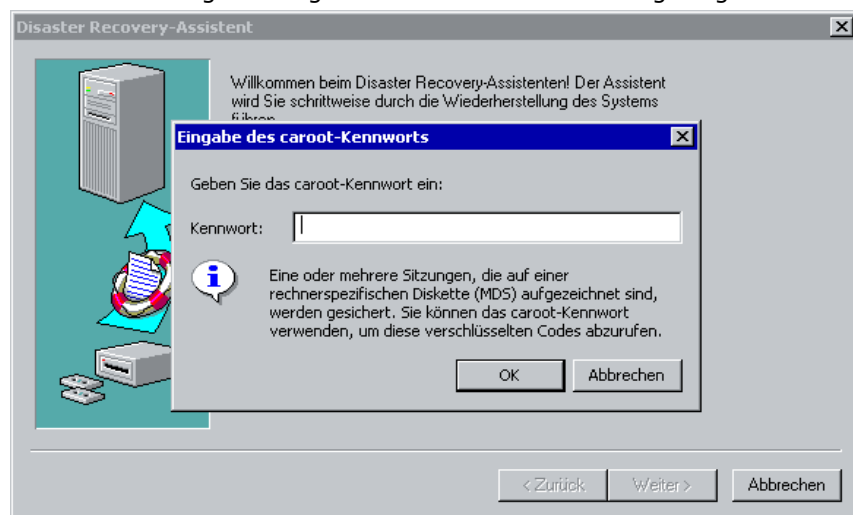 Disaster Recovery-Assistent
Willkommen beim Disaster Recovery-Assistenten! Der Assistent
wird Sie schrittweise durch die Wiederherstellung des Systems
Eingabe des caroot-Kennworts
Geben Sie das caroot-Kennwort ein:
Kennwort:
Eine oder mehrere Sitzungen, die auf einer
rechnerspezifischen Diskette (MDS) aufgezeichnet sind,
werden gesichert. Sie können das caroot-Kennwort
verwenden, um diese verschlüsselten Codes abzurufen.
OK Abbrechen
< Zurück Weiter > Abbrechen